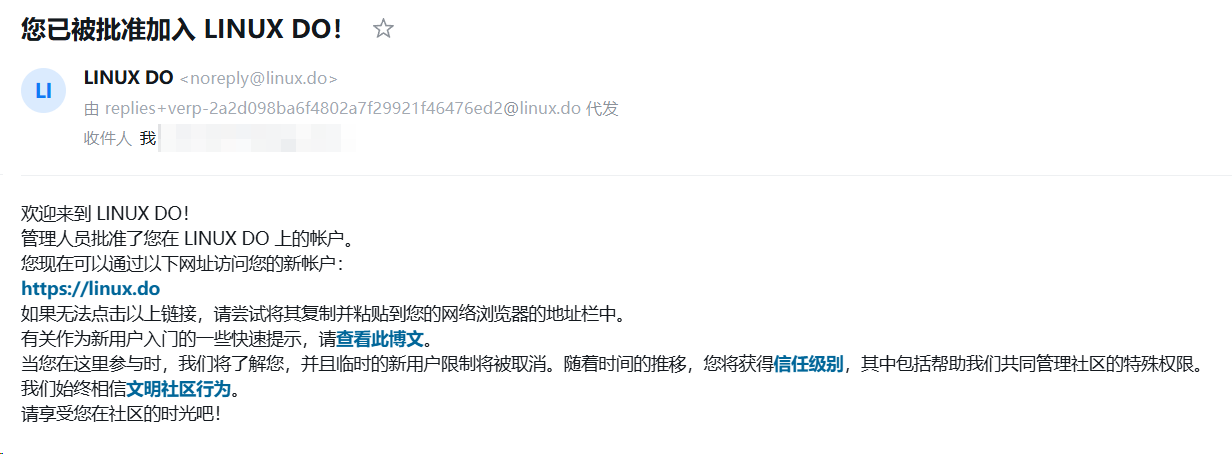 您已被批准加入 LINUX DO！
LI
LINUX DO <noreply@linux.do>
由 replies+verp-2a2d098ba6f4802a7f29921f46476ed2@linux.do 代发
收件人 我
欢迎来到 LINUX DO！
管理人员批准了您在 LINUX DO 上的帐户。
您现在可以通过以下网址访问您的新帐户：
https://linux.do
如果无法点击以上链接，请尝试将其复制并粘贴到您的网络浏览器的地址栏中。
有关作为新用户入门的一些快速提示，请查看此博文。
当您在这里参与时，我们将了解您，并且临时的新用户限制将被取消。随着时间的推移，您将获得信任级别，其中包括帮助我们共同管理社区的特殊权限。
我们始终相信文明社区行为。
请享受您在社区的时光吧！